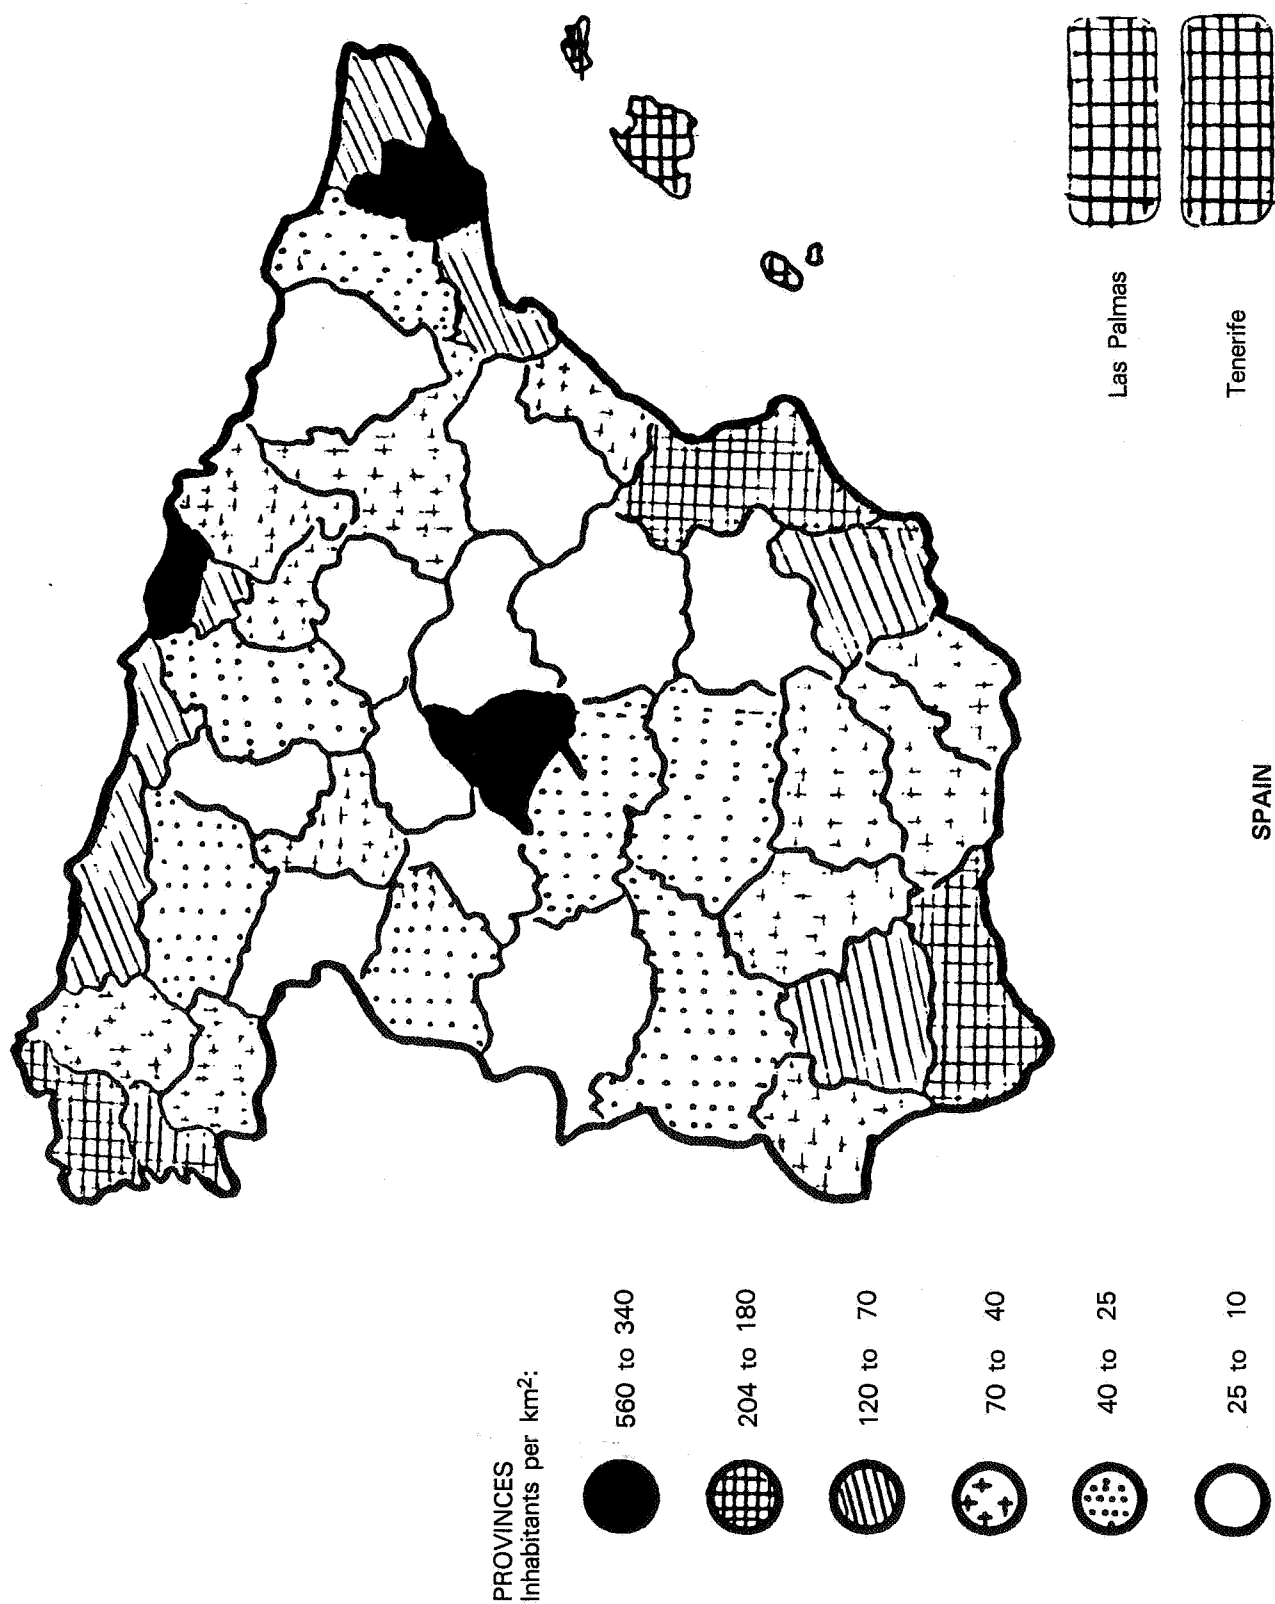 PROVINCES
Inhabitants per km²:
560 to 340
204 to 180
120 to 70
70 to 40
40 to 25
25 to 10
Las Palmas
Tenerife
SPAIN